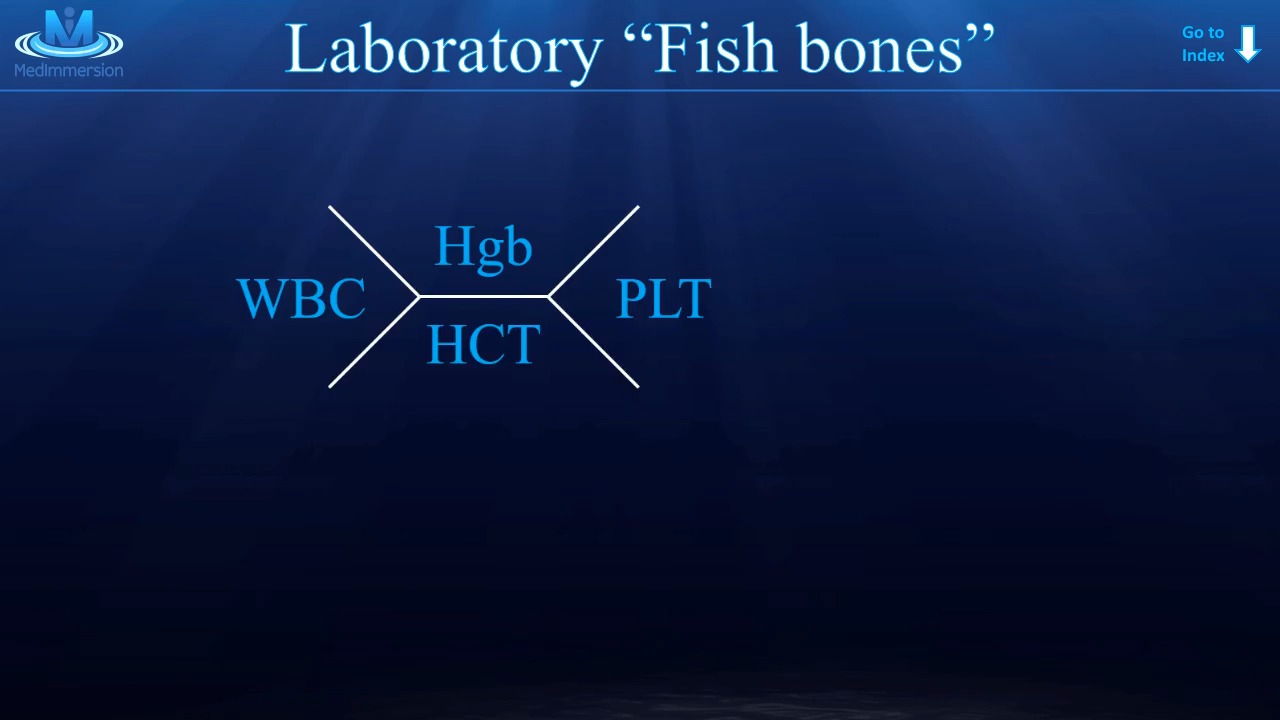 MedImmersion
Laboratory “Fish bones”
Go to
Index
Hgb
WBC
PLT
HCT